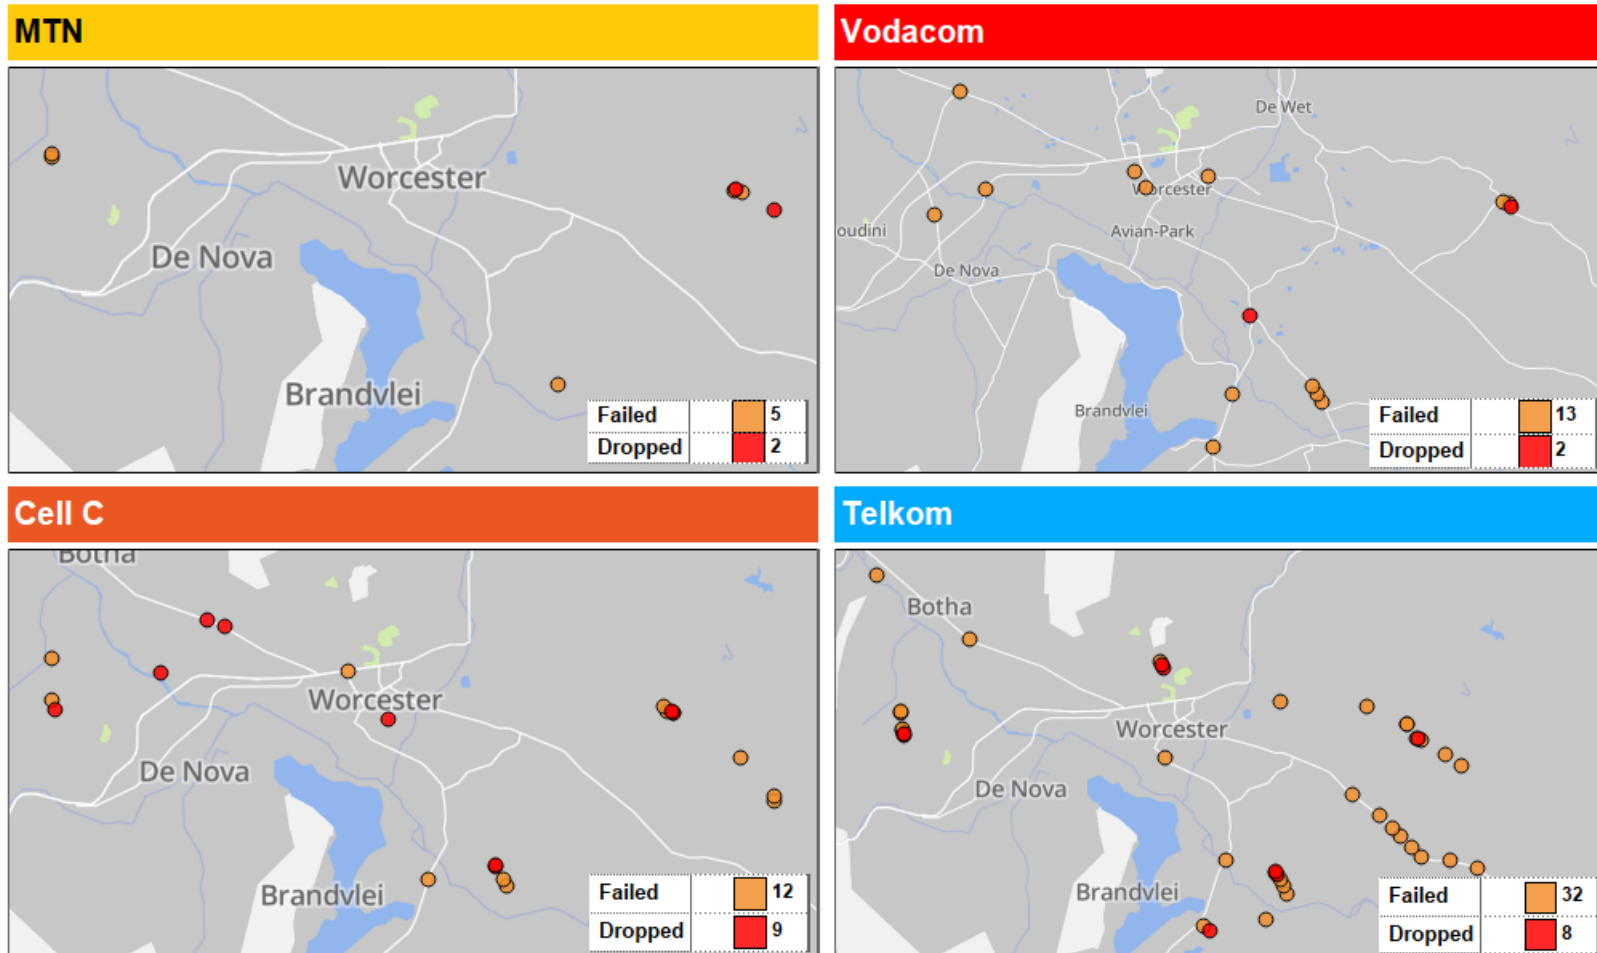 MTN
Worcester
De Nova
Brandvlei
Failed 5
Dropped 2
Vodacom
De Wet
Worcester
oudini
Avian-Park
De Nova
Brandvlei
Failed 13
Dropped 2
Cell C
Botha
Worcester
De Nova
Brandvlei
Failed 12
Dropped 9
Telkom
Botha
Worcester
De Nova
Brandvlei
Failed 32
Dropped 8